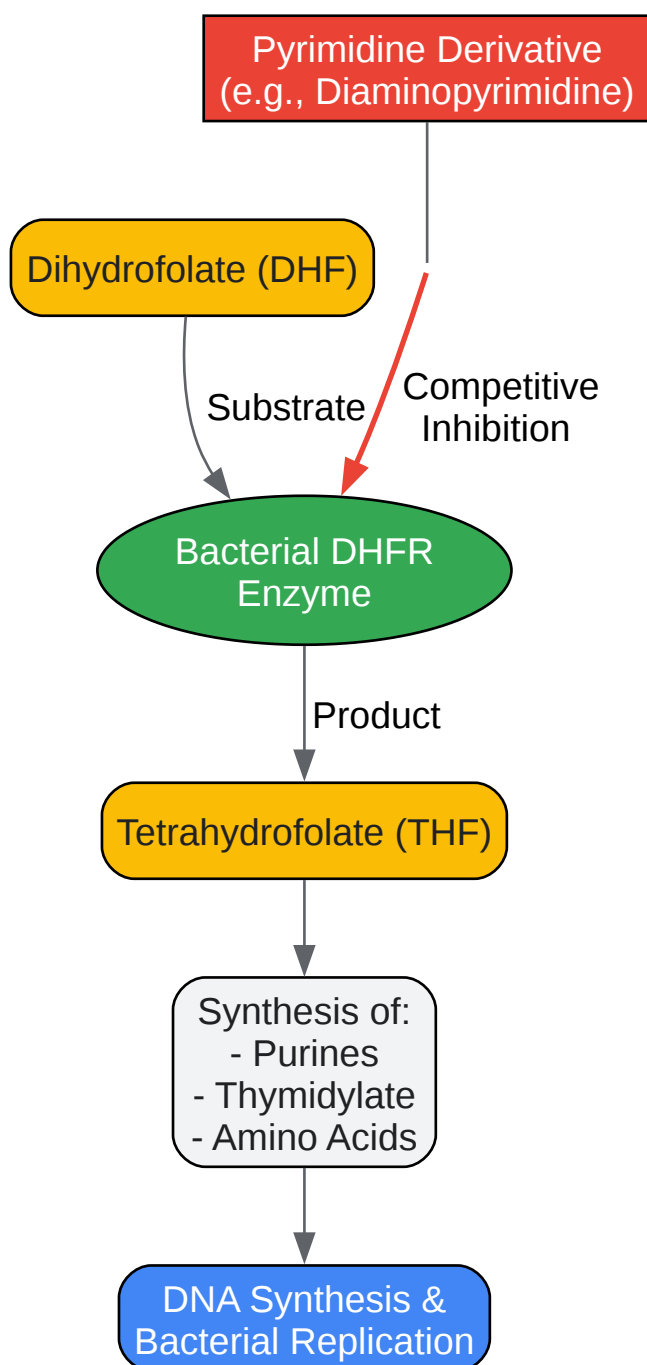 Pyrimidine Derivative
(e.g., Diaminopyrimidine)
Dihydrofolate (DHF)
Substrate
Competitive
Inhibition
Bacterial DHFR
Enzyme
Product
Tetrahydrofolate (THF)
Synthesis of:
- Purines
- Thymidylate
- Amino Acids
DNA Synthesis &
Bacterial Replication